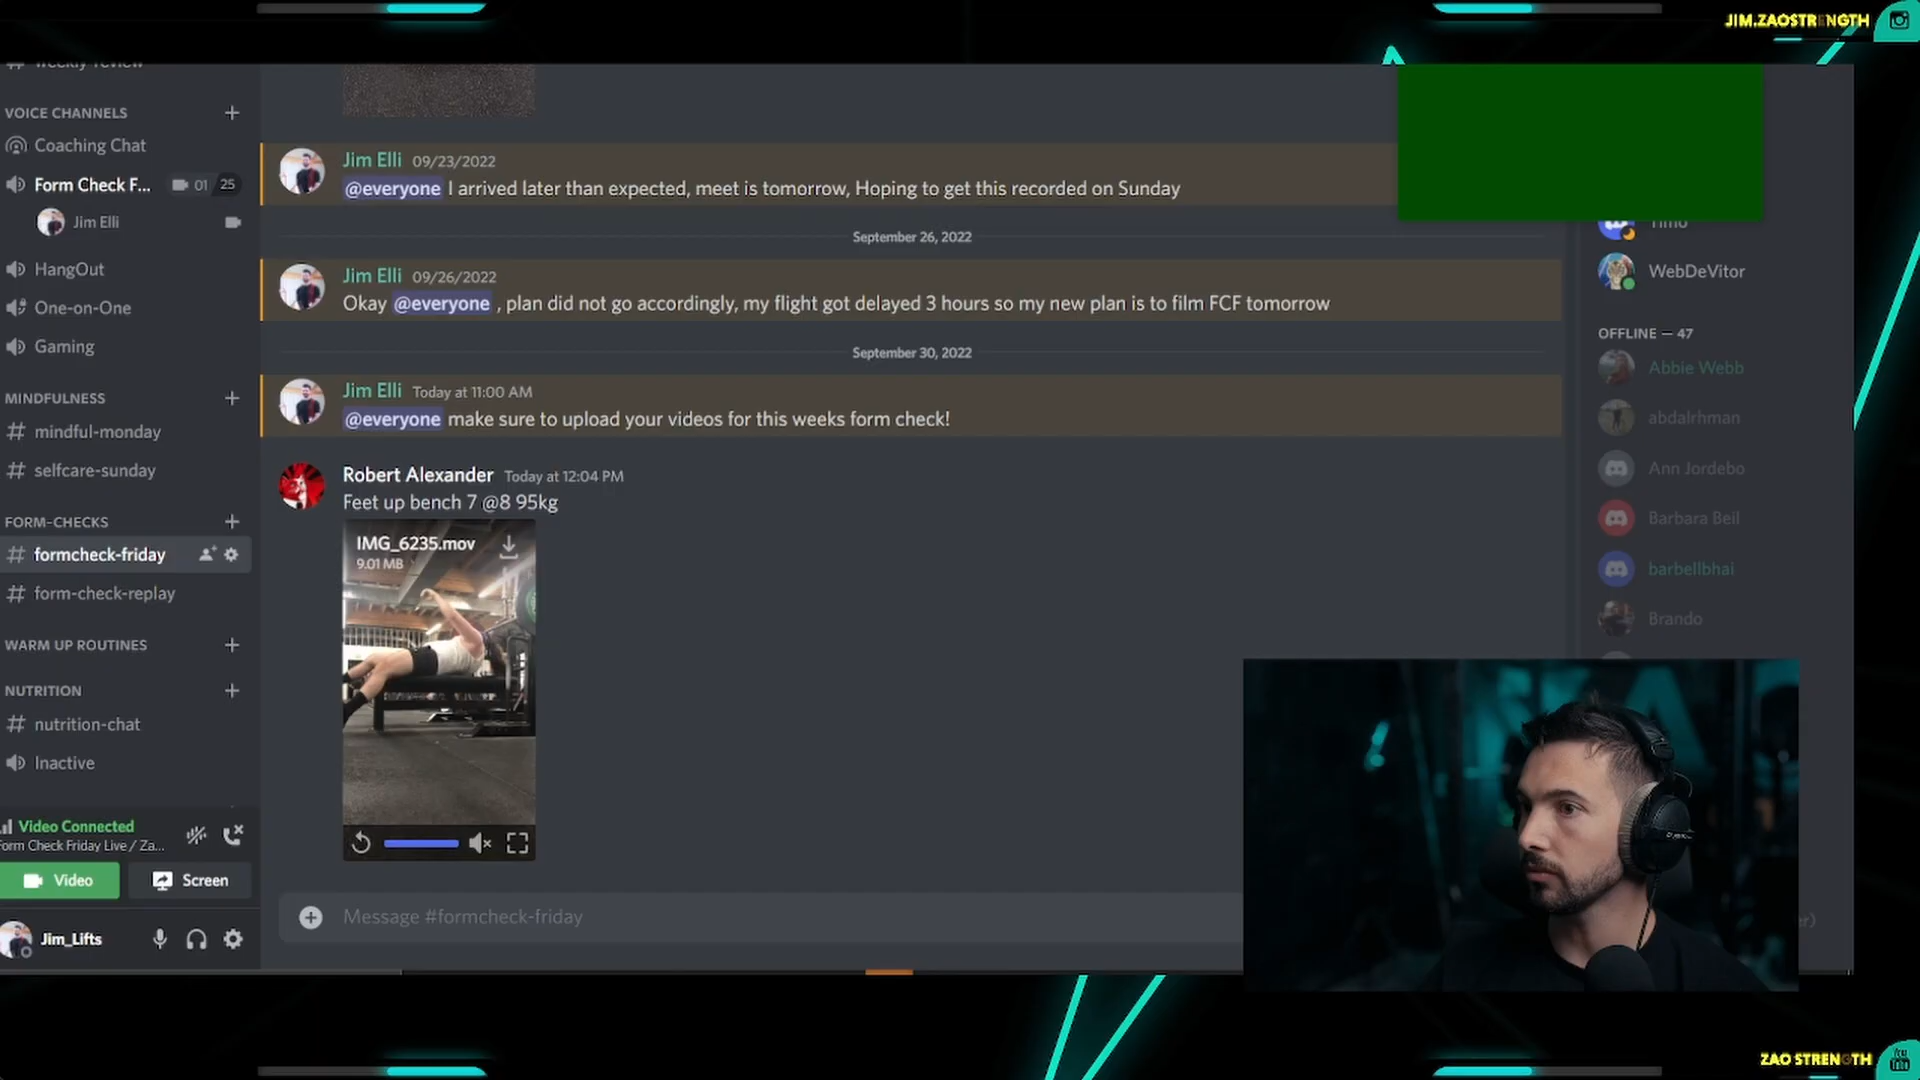 JIM.ZAOSTRENGTH
weekly-review
VOICE CHANNELS
Coaching Chat
Form Check F...
01
25
Jim Elli
HangOut
One-on-One
Gaming
MINDFULNESS
mindful-monday
selfcare-sunday
FORM-CHECKS
formcheck-friday
form-check-replay
WARM UP ROUTINES
NUTRITION
nutrition-chat
Inactive
Video Connected
Form Check Friday Live / Za...
Video
Screen
Jim_Lifts
Jim Elli 09/23/2022
@everyone I arrived later than expected, meet is tomorrow, Hoping to get this recorded on Sunday
September 26, 2022
Jim Elli 09/26/2022
Okay @everyone , plan did not go accordingly, my flight got delayed 3 hours so my new plan is to film FCF tomorrow
September 30, 2022
Jim Elli Today at 11:00 AM
@everyone make sure to upload your videos for this weeks form check!
Robert Alexander Today at 12:04 PM
Feet up bench 7 @8 95kg
IMG_6235.mov
9.01 MB
Message #formcheck-friday
Timo
WebDeVitor
OFFLINE — 47
Abbie Webb
abdalrhman
Ann Jordebo
Barbara Beil
barbellbhai
Brando
ZAO STRENGTH
You